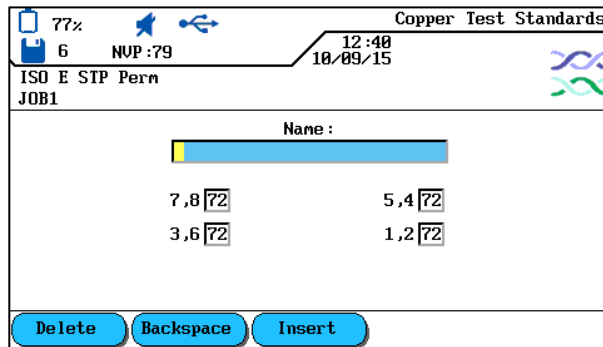 77% Copper Test Standards
6 NVP:79 12:40
10/09/15
ISO E STP Perm
JOB1
Name:
7,8 72 5,4 72
3,6 72 1,2 72
Delete Backspace Insert